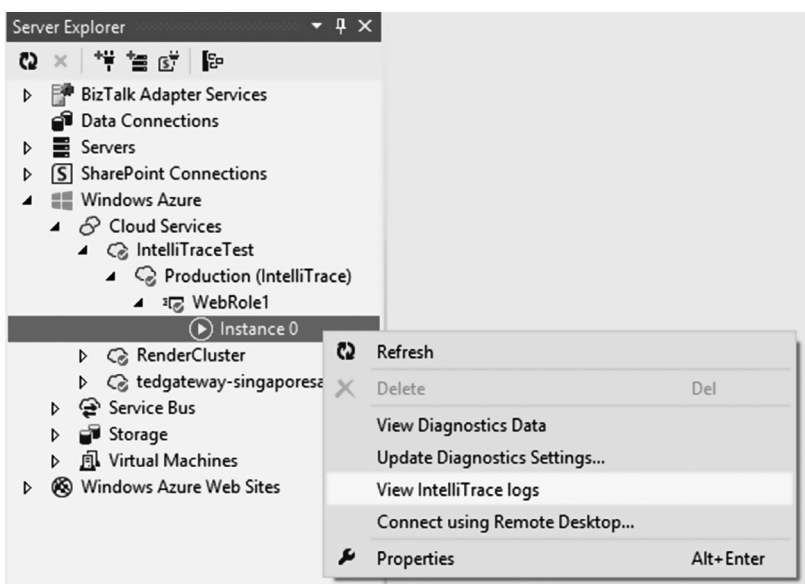 Server Explorer
BizTalk Adapter Services
Data Connections
Servers
SharePoint Connections
Windows Azure
Cloud Services
IntelliTraceTest
Production (IntelliTrace)
WebRole1
Instance 0
RenderCluster
tedgateway-singaporesa
Service Bus
Storage
Virtual Machines
Windows Azure Web Sites
Refresh
Delete Del
View Diagnostics Data
Update Diagnostics Settings...
View IntelliTrace logs
Connect using Remote Desktop...
Properties Alt+Enter